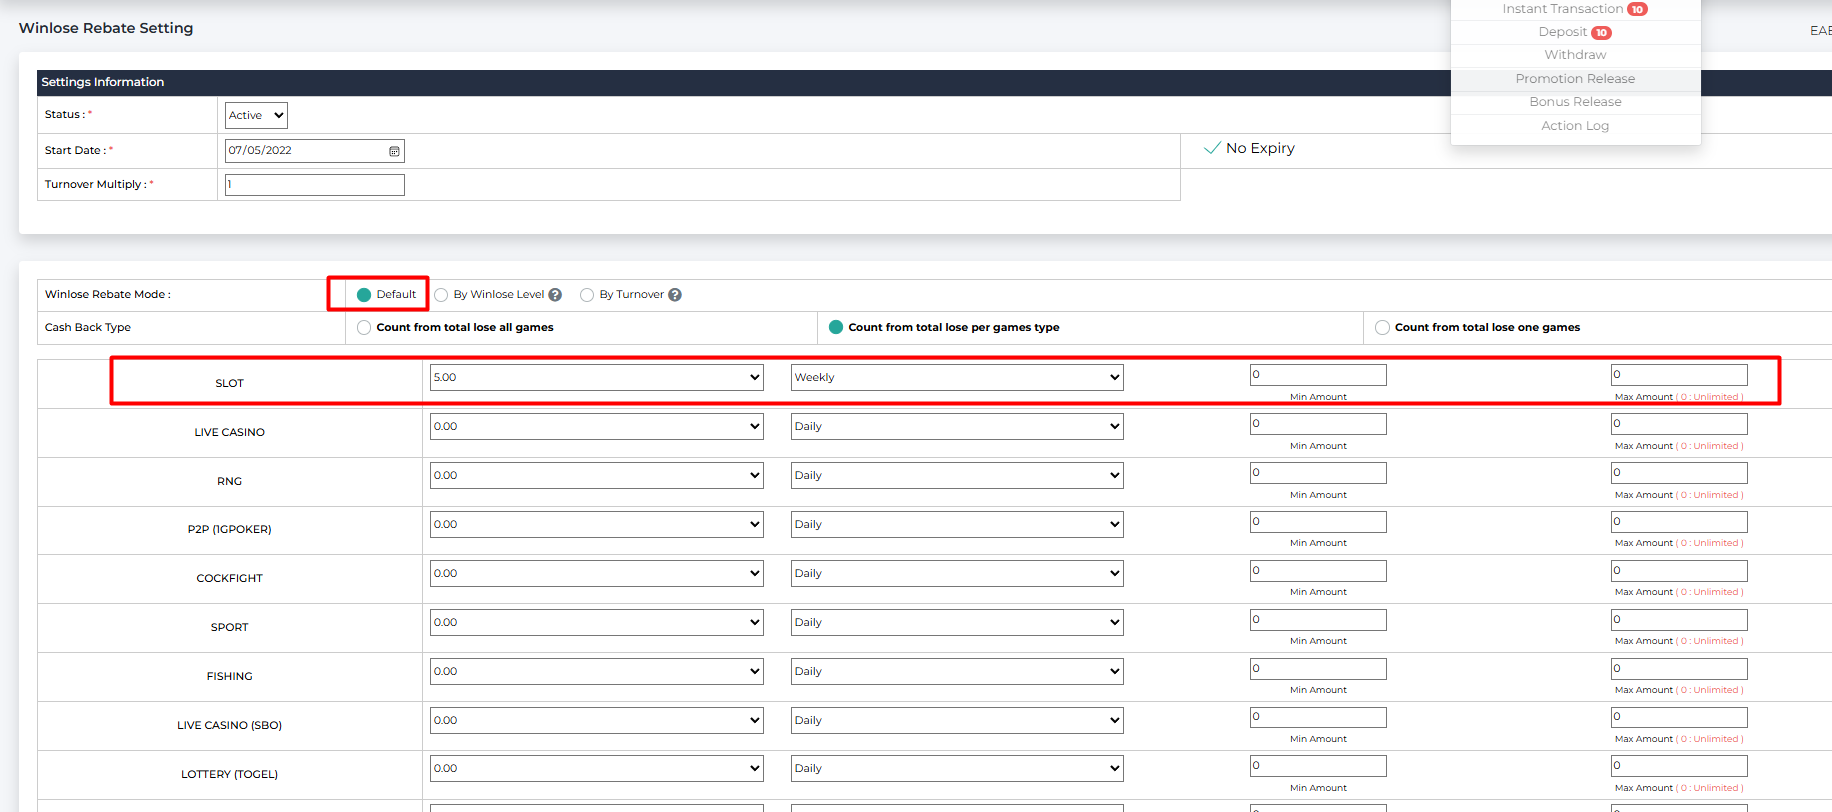 Instant Transaction 10
Winlose Rebate Setting
Deposit 10
Withdraw
Settings Information
Promotion Release
Bonus Release
Status : * Active
Action Log
Start Date : * 07/05/2022
No Expiry
Turnover Multiply : * 1
Winlose Rebate Mode : Default By Winlose Level ? By Turnover ?
Cash Back Type Count from total lose all games Count from total lose per games type Count from total lose one games
SLOT 5.00 Weekly 0 0
Min Amount Max Amount ( 0 : Unlimited )
LIVE CASINO 0.00 Daily 0 0
Min Amount Max Amount ( 0 : Unlimited )
RNG 0.00 Daily 0 0
Min Amount Max Amount ( 0 : Unlimited )
P2P (1GPOKER) 0.00 Daily 0 0
Min Amount Max Amount ( 0 : Unlimited )
COCKFIGHT 0.00 Daily 0 0
Min Amount Max Amount ( 0 : Unlimited )
SPORT 0.00 Daily 0 0
Min Amount Max Amount ( 0 : Unlimited )
FISHING 0.00 Daily 0 0
Min Amount Max Amount ( 0 : Unlimited )
LIVE CASINO (SBO) 0.00 Daily 0 0
Min Amount Max Amount ( 0 : Unlimited )
LOTTERY (TOGEL) 0.00 Daily 0 0
Min Amount Max Amount ( 0 : Unlimited )